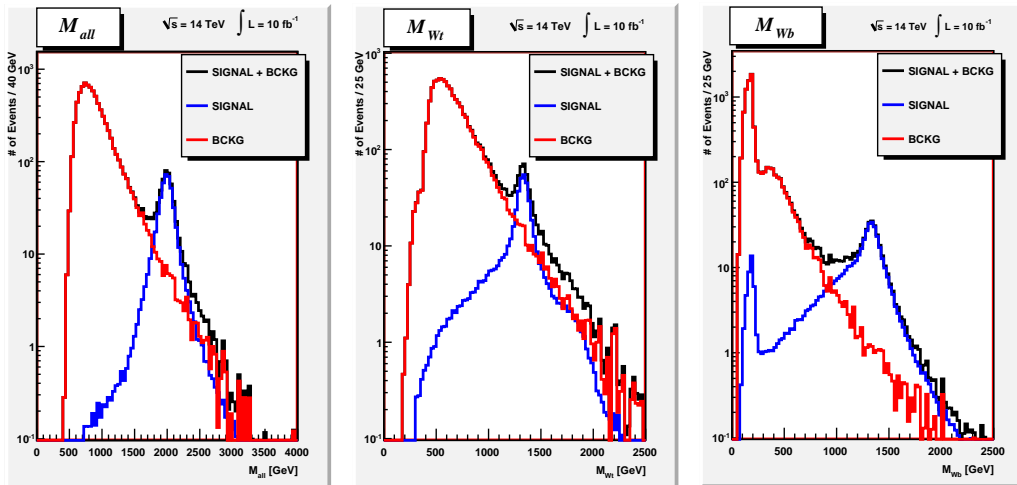 M_all
√s = 14 TeV ∫ L = 10 fb⁻¹
# of Events / 40 GeV
SIGNAL + BCKG
SIGNAL
BCKG
10³
10²
10
1
10⁻¹
0 500 1000 1500 2000 2500 3000 3500 4000
M_all [GeV]
M_Wt
√s = 14 TeV ∫ L = 10 fb⁻¹
# of Events / 25 GeV
SIGNAL + BCKG
SIGNAL
BCKG
10³
10²
10
1
10⁻¹
0 500 1000 1500 2000 2500
M_Wt [GeV]
M_Wb
√s = 14 TeV ∫ L = 10 fb⁻¹
# of Events / 25 GeV
SIGNAL + BCKG
SIGNAL
BCKG
10³
10²
10
1
10⁻¹
0 500 1000 1500 2000 2500
M_Wb [GeV]